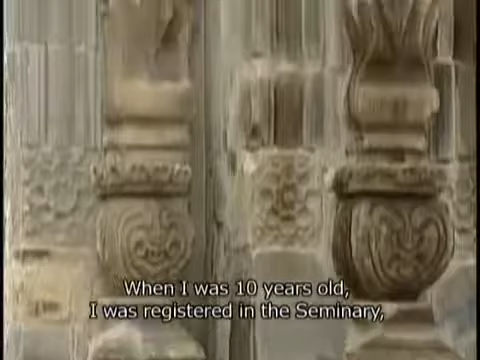 When I was 10 years old,
I was registered in the Seminary,